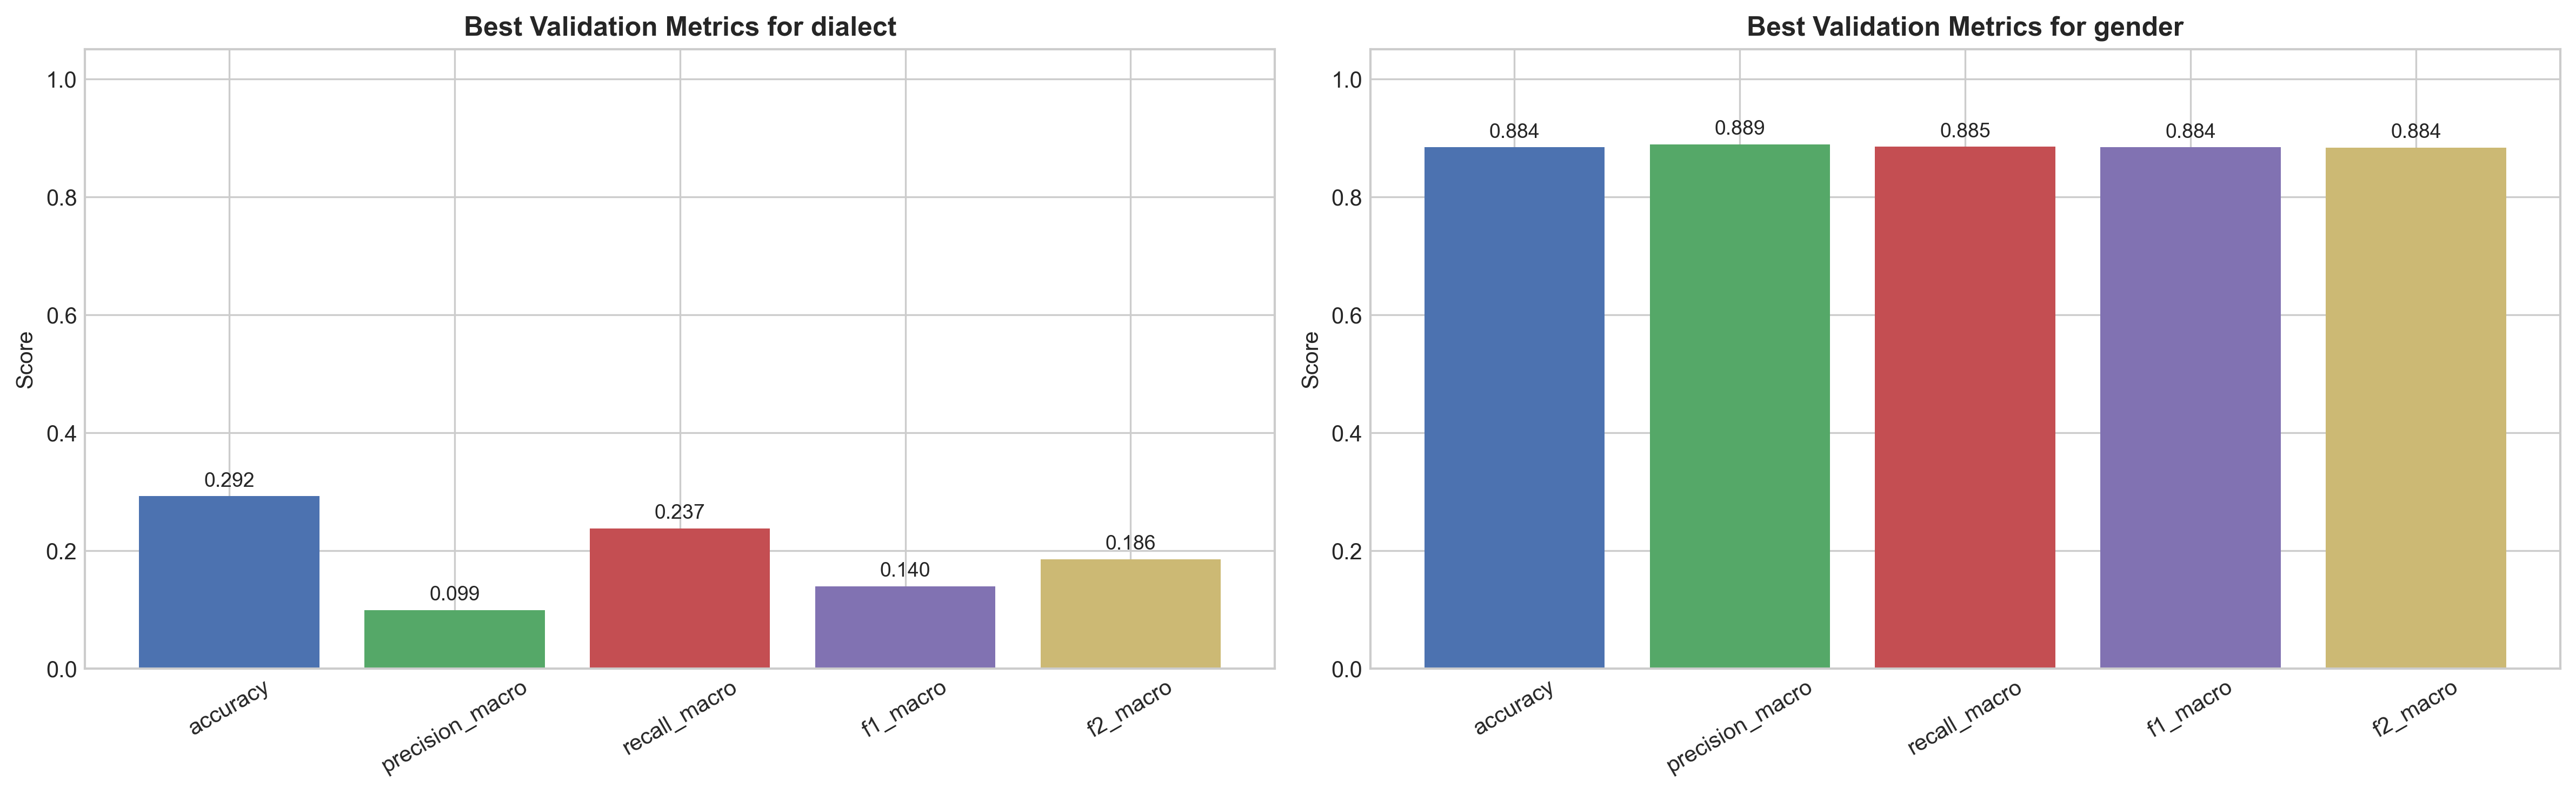 Best Validation Metrics for dialect
Score
1.0
0.8
0.6
0.4
0.2
0.0
0.292
0.099
0.237
0.140
0.186
accuracy
precision_macro
recall_macro
f1_macro
f2_macro
Best Validation Metrics for gender
Score
1.0
0.8
0.6
0.4
0.2
0.0
0.884
0.889
0.885
0.884
0.884
accuracy
precision_macro
recall_macro
f1_macro
f2_macro